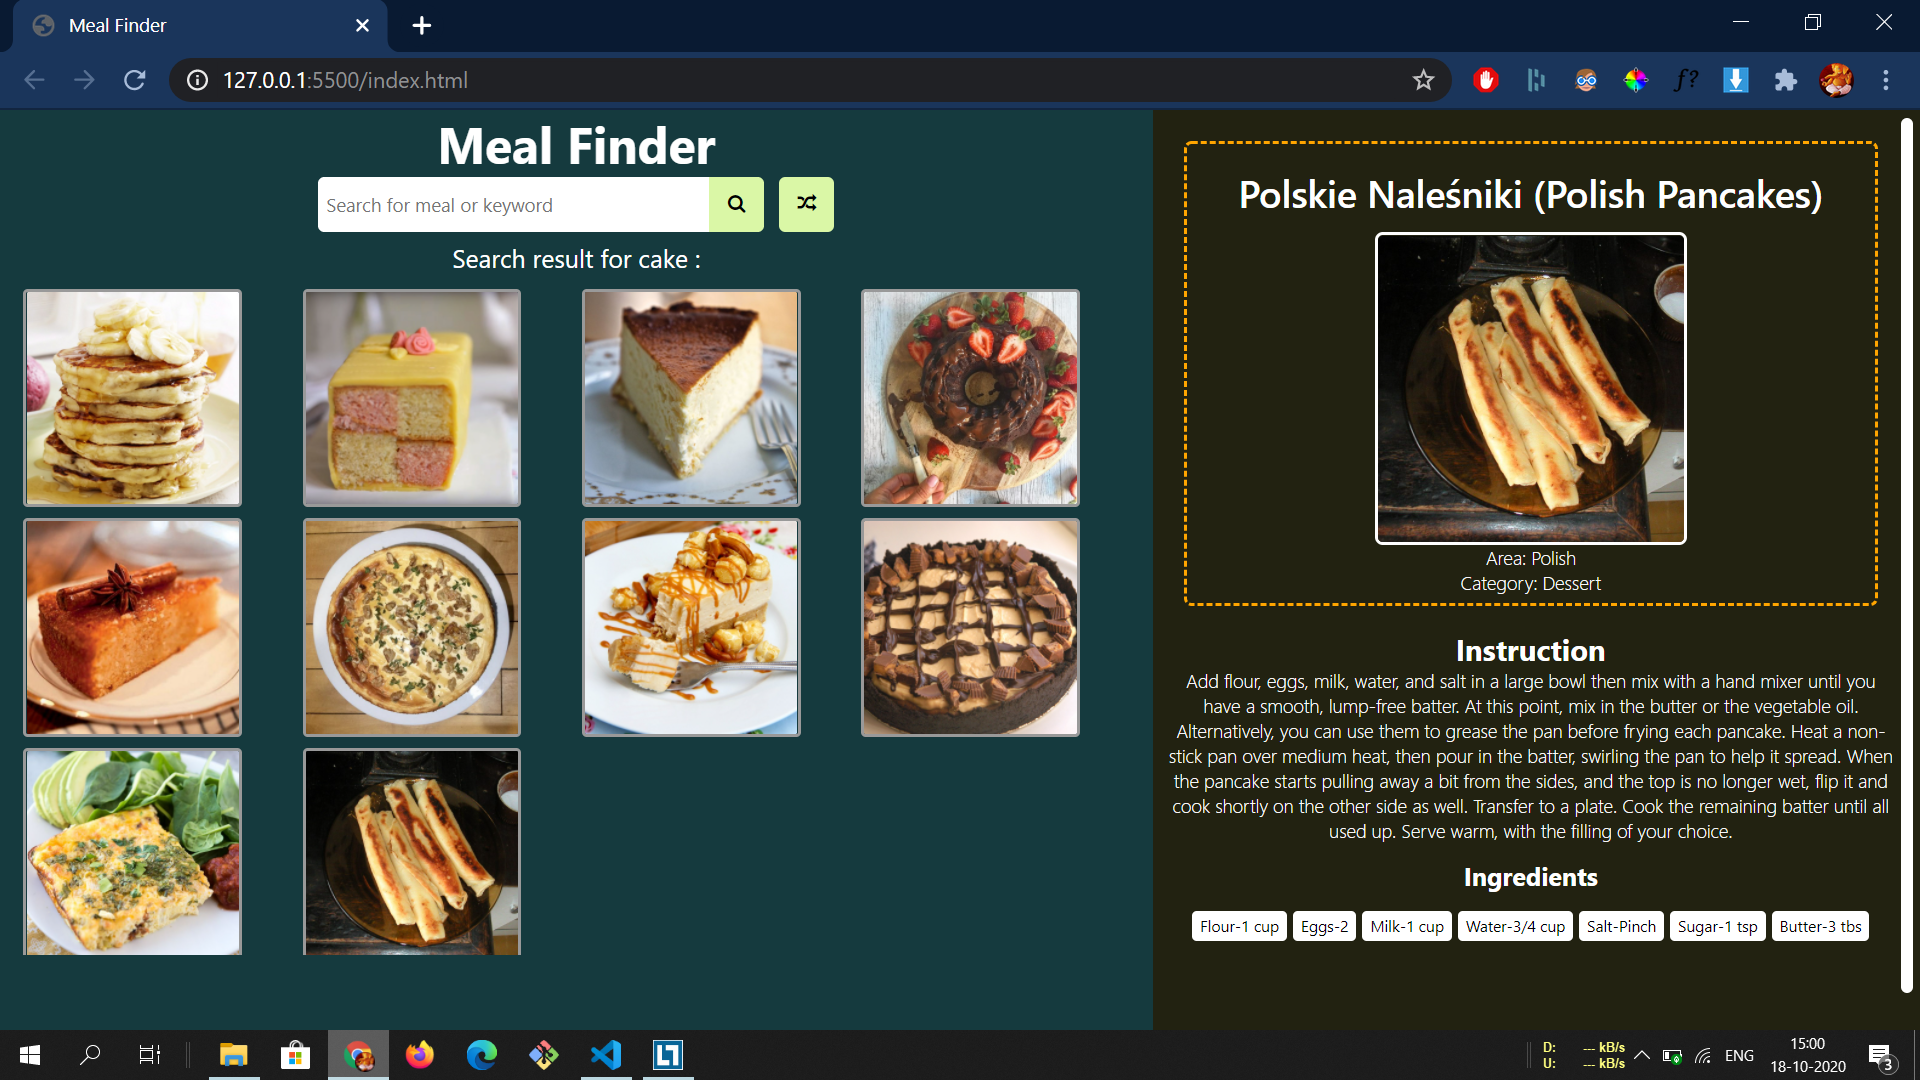 Meal Finder
127.0.0.1:5500/index.html
f?
Meal Finder
Search for meal or keyword
Search result for cake :
Polskie Naleśniki (Polish Pancakes)
Area: Polish
Category: Dessert
Instruction
Add flour, eggs, milk, water, and salt in a large bowl then mix with a hand mixer until you
have a smooth, lump-free batter. At this point, mix in the butter or the vegetable oil.
Alternatively, you can use them to grease the pan before frying each pancake. Heat a non-
stick pan over medium heat, then pour in the batter, swirling the pan to help it spread. When
the pancake starts pulling away a bit from the sides, and the top is no longer wet, flip it and
cook shortly on the other side as well. Transfer to a plate. Cook the remaining batter until all
used up. Serve warm, with the filling of your choice.
Ingredients
Flour-1 cup Eggs-2 Milk-1 cup Water-3/4 cup Salt-Pinch Sugar-1 tsp Butter-3 tbs
D: --- kB/s
U: --- kB/s
ENG
15:00
18-10-2020
3